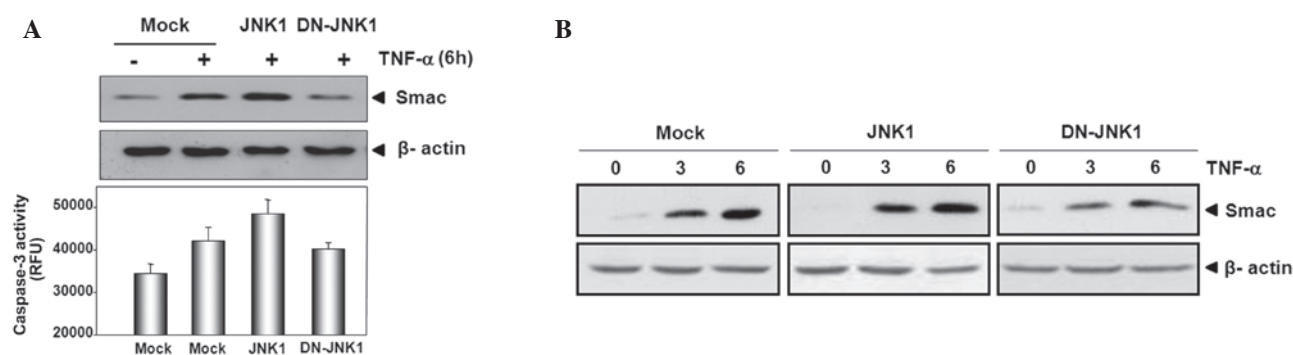 A
Mock JNK1 DN-JNK1
- + + + TNF-α (6h)
◄ Smac
◄ β- actin
Caspase-3 activity
(RFU)
50000
40000
30000
20000
Mock Mock JNK1 DN-JNK1
B
Mock JNK1 DN-JNK1
0 3 6 0 3 6 0 3 6 TNF-α
◄ Smac
◄ β- actin